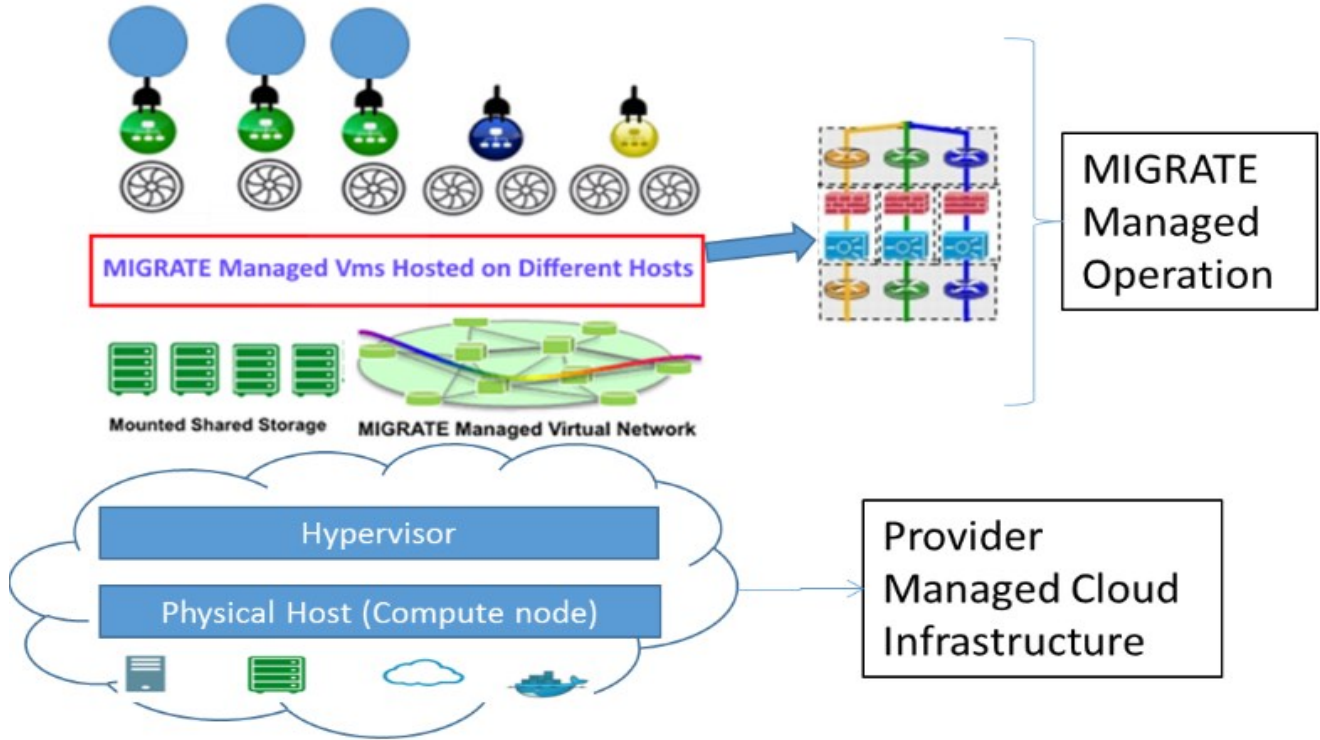 MIGRATE Managed Vms Hosted on Different Hosts
MIGRATE
Managed
Operation
Mounted Shared Storage
MIGRATE Managed Virtual Network
Hypervisor
Physical Host (Compute node)
Provider
Managed Cloud
Infrastructure